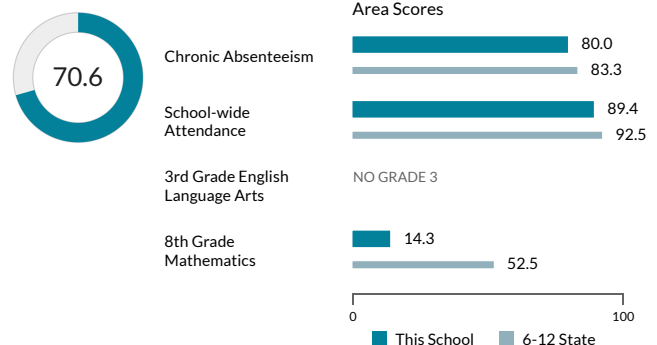 Area Scores
70.6
Chronic Absenteeism
80.0
83.3
School-wide
Attendance
89.4
92.5
3rd Grade English
Language Arts
NO GRADE 3
8th Grade
Mathematics
14.3
52.5
0 100
This School 6-12 State